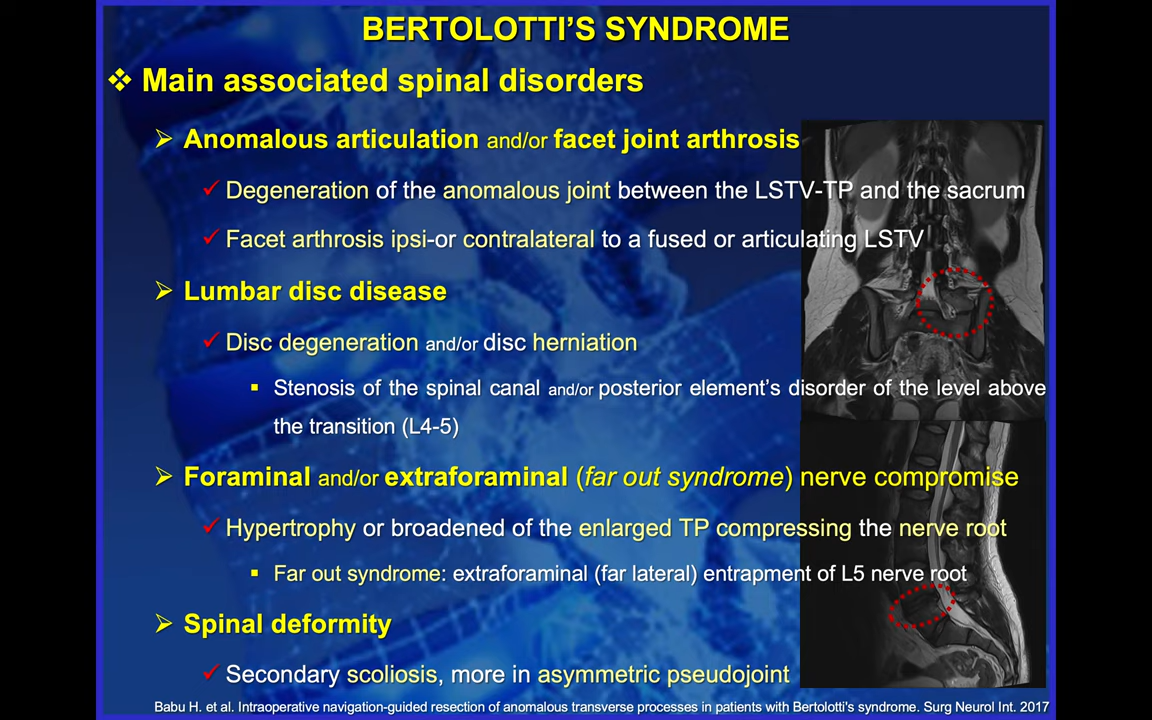 BERTOLOTTI'S SYNDROME
Main associated spinal disorders
Anomalous articulation and/or facet joint arthrosis
Degeneration of the anomalous joint between the LSTV-TP and the sacrum
Facet arthrosis ipsi-or contralateral to a fused or articulating LSTV
Lumbar disc disease
Disc degeneration and/or disc herniation
Stenosis of the spinal canal and/or posterior element's disorder of the level above
the transition (L4-5)
Foraminal and/or extraforaminal (far out syndrome) nerve compromise
Hypertrophy or broadened of the enlarged TP compressing the nerve root
Far out syndrome: extraforaminal (far lateral) entrapment of L5 nerve root
Spinal deformity
Secondary scoliosis, more in asymmetric pseudojoint
Babu H. et al. Intraoperative navigation-guided resection of anomalous transverse processes in patients with Bertolotti's syndrome. Surg Neurol Int. 2017